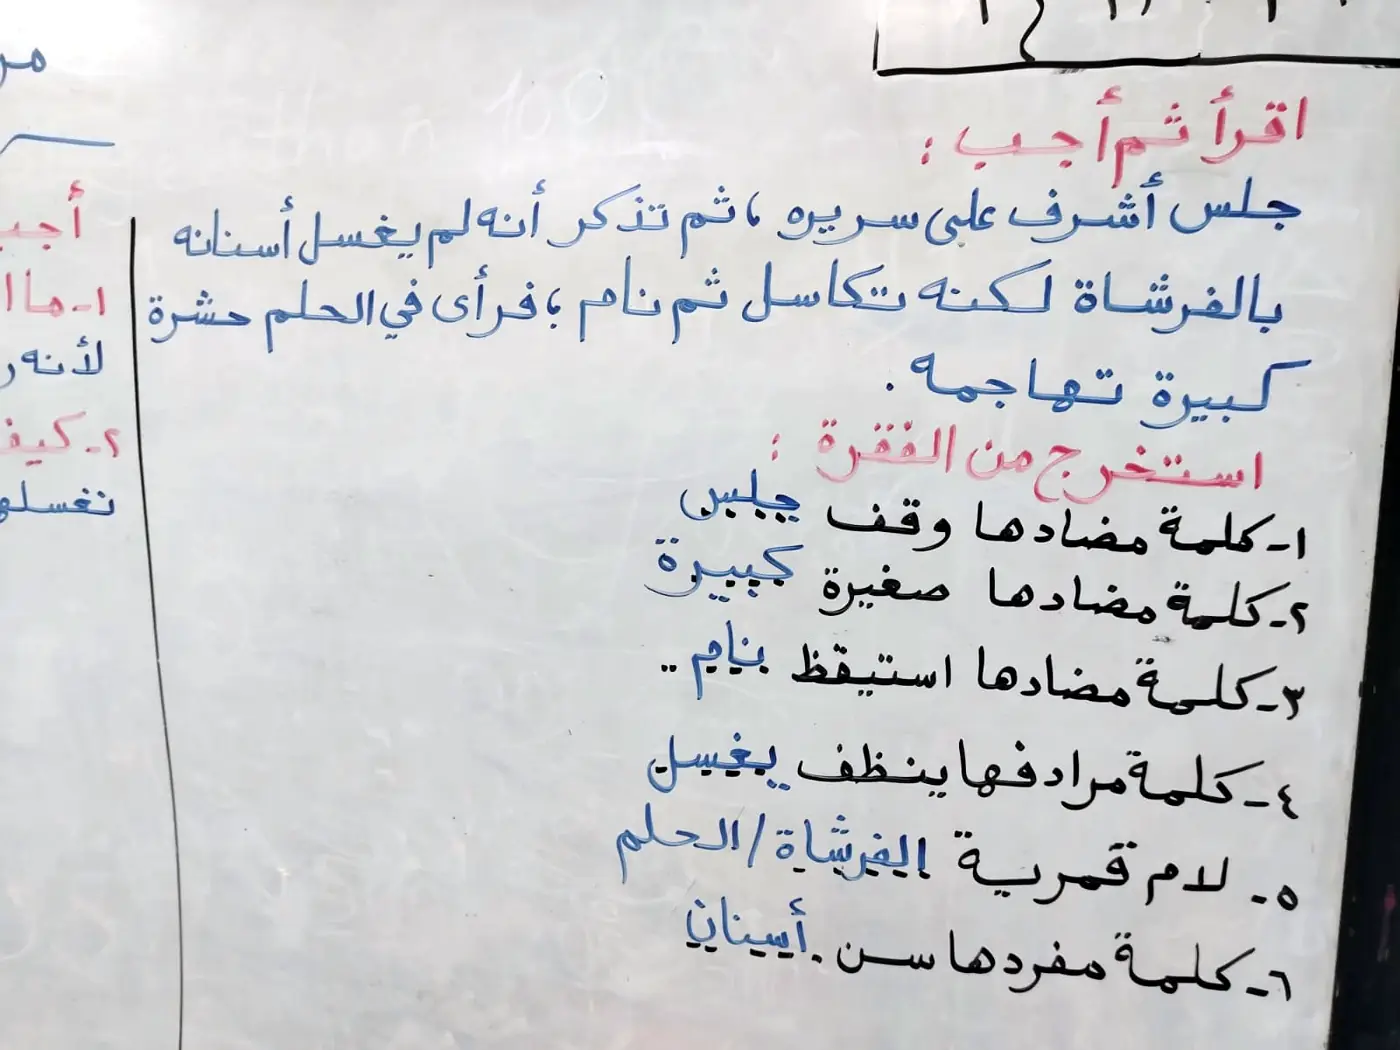 اقرأ ثم أجب :
جلس أشرف على سريره ، ثم تذكر أنه لم يغسل أسنانه
بالفرشاة لكنه تكاسل ثم نام ، فرأى في الحلم حشرة
كبيرة تهاجمه .
استخرج من الفقرة :
١- كلمة مضادها وقف جلس
٢- كلمة مضادها صغيرة كبيرة
٣- كلمة مضادها استيقظ نام ..
٤- كلمة مرادفها ينظف يغسل
٥- لام قمرية الفرشاة / الحلم
٦- كلمة مفردها سن . أسنان
أجب
١- ما
لأنه
٢- كيف
نغسلها